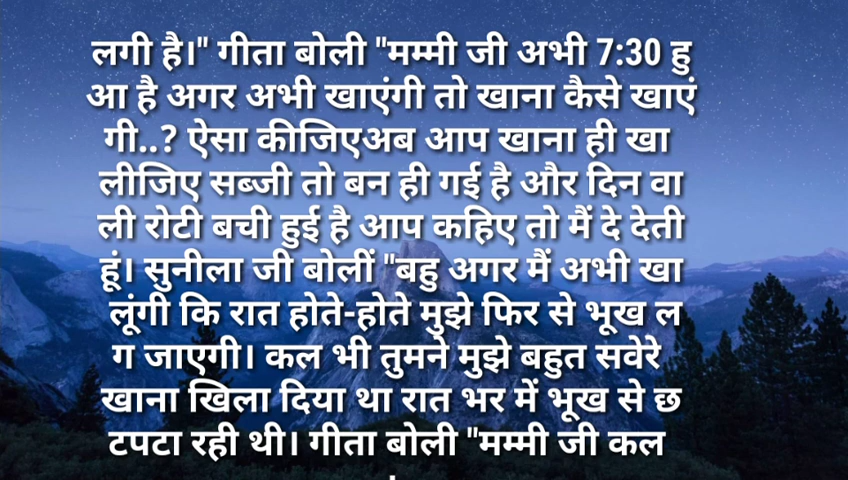 लगी है।" गीता बोली "मम्मी जी अभी 7:30 हु
आ है अगर अभी खाएंगी तो खाना कैसे खाएं
गी..? ऐसा कीजिएअब आप खाना ही खा
लीजिए सब्जी तो बन ही गई है और दिन वा
ली रोटी बची हुई है आप कहिए तो मैं दे देती
हूं। सुनीला जी बोलीं "बहु अगर मैं अभी खा
लूंगी कि रात होते-होते मुझे फिर से भूख ल
ग जाएगी। कल भी तुमने मुझे बहुत सवेरे
खाना खिला दिया था रात भर में भूख से छ
टपटा रही थी। गीता बोली "मम्मी जी कल